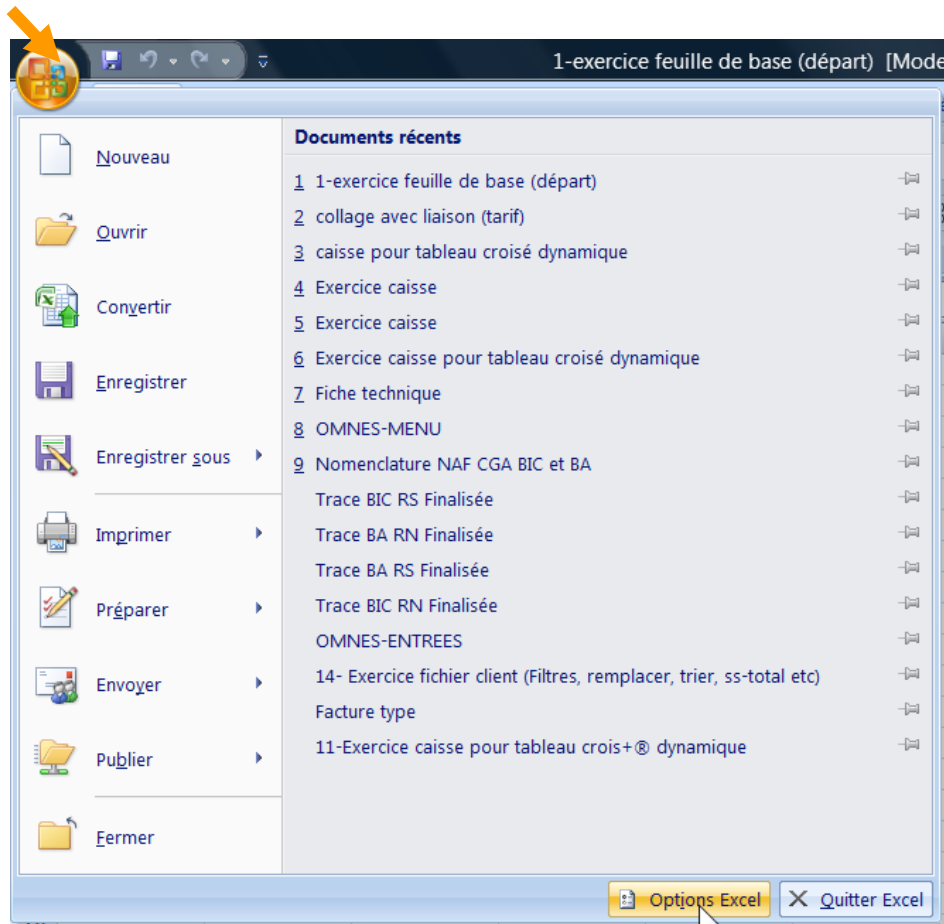 1-exercice feuille de base (départ) [Mode
Nouveau
Ouvrir
Convertir
Enregistrer
Enregistrer sous
Imprimer
Préparer
Envoyer
Publier
Fermer
Documents récents
1 1-exercice feuille de base (départ)
2 collage avec liaison (tarif)
3 caisse pour tableau croisé dynamique
4 Exercice caisse
5 Exercice caisse
6 Exercice caisse pour tableau croisé dynamique
7 Fiche technique
8 OMNES-MENU
9 Nomenclature NAF CGA BIC et BA
Trace BIC RS Finalisée
Trace BA RN Finalisée
Trace BA RS Finalisée
Trace BIC RN Finalisée
OMNES-ENTREES
14- Exercice fichier client (Filtres, remplacer, trier, ss-total etc)
Facture type
11-Exercice caisse pour tableau crois+® dynamique
Options Excel
Quitter Excel